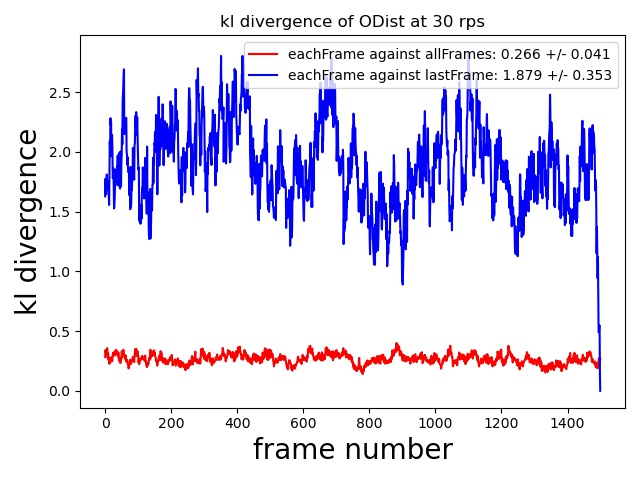 kl divergence of ODist at 30 rps
eachFrame against allFrames: 0.266 +/- 0.041
eachFrame against lastFrame: 1.879 +/- 0.353
kl divergence
2.5
2.0
1.5
1.0
0.5
0.0
0 200 400 600 800 1000 1200 1400
frame number